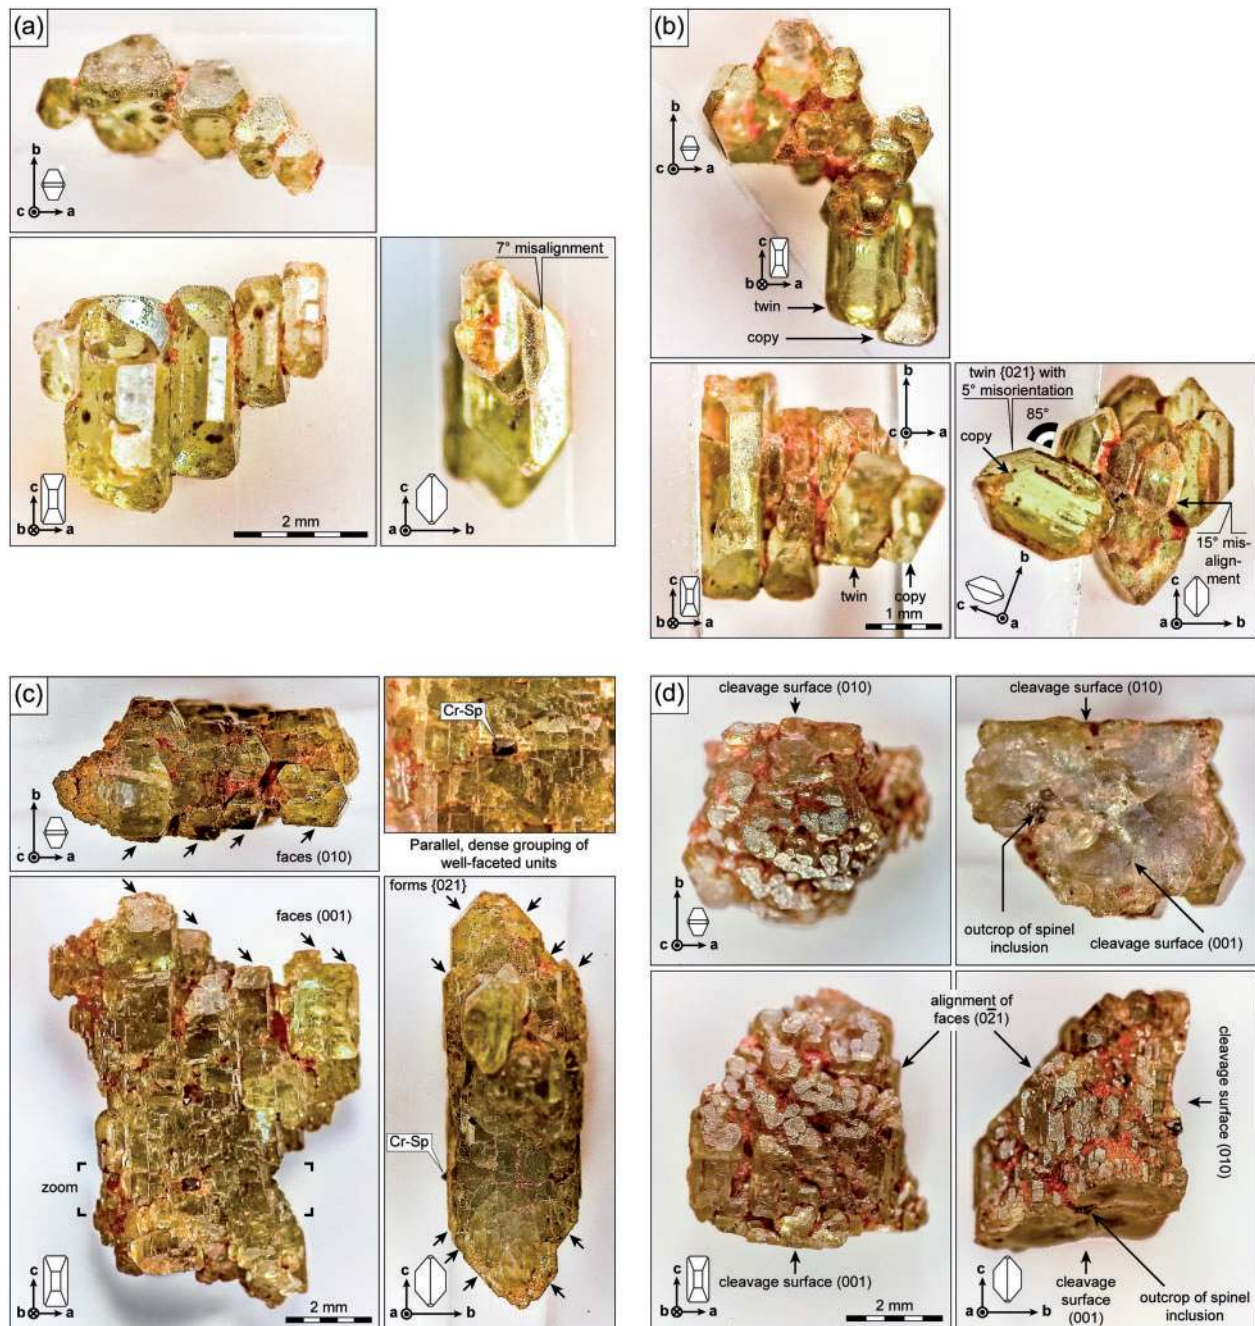 (a)
b
c
a
c
b
a
2 mm
7° misalignment
c
a
b
(b)
b
c
a
c
b
a
twin
copy
b
c
a
c
b
a
twin
copy
1 mm
twin {021} with
5° misorientation
85°
copy
b
c
a
15° mis-
align-
ment
c
a
b
(c)
b
c
a
faces (010)
Cr-Sp
Parallel, dense grouping of
well-faceted units
faces (001)
zoom
c
b
a
2 mm
forms {021}
Cr-Sp
c
a
b
(d)
cleavage surface (010)
b
c
a
cleavage surface (010)
outcrop of spinel
inclusion
cleavage surface (001)
alignment of
faces (02̄1)
c
b
a
cleavage surface (001)
2 mm
cleavage
surface (010)
c
a
b
cleavage
surface
(001)
outcrop of spinel
inclusion